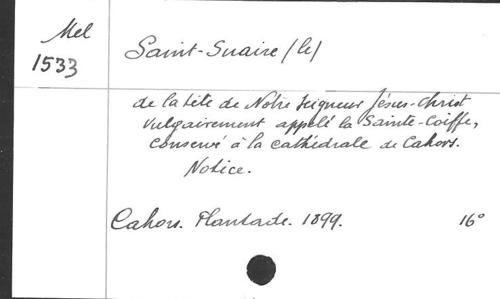 Mel
1533
Saint-Suaire (le)
de la tête de Notre Seigneur Jésus-Christ
vulgairement appelé la Sainte-Coiffe,
conservé à la cathédrale de Cahors.
Notice.
Cahors. Plantade. 1899. 16°